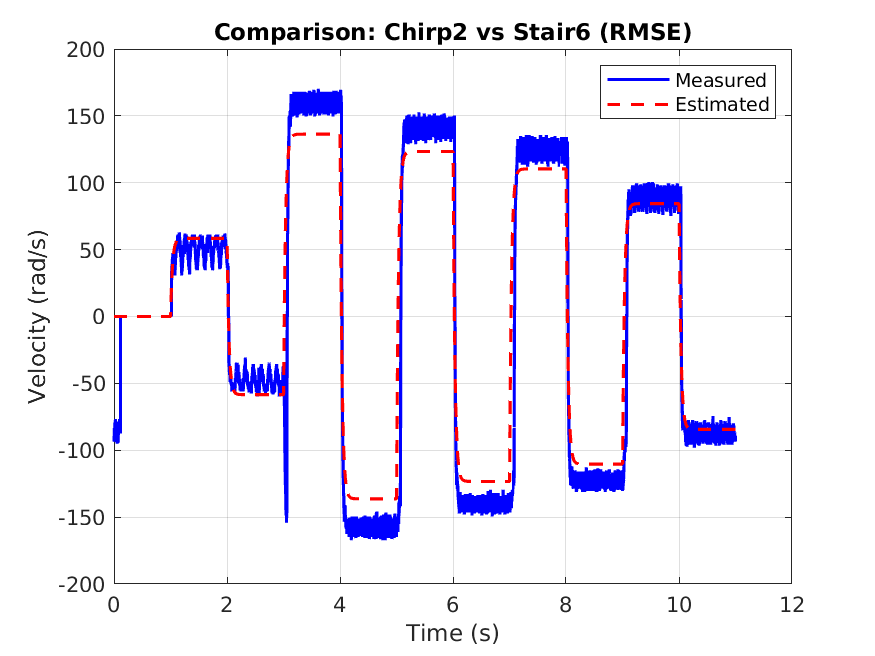 Comparison: Chirp2 vs Stair6 (RMSE)
Measured
Estimated
Velocity (rad/s)
200
150
100
50
0
-50
-100
-150
-200
0 2 4 6 8 10 12
Time (s)